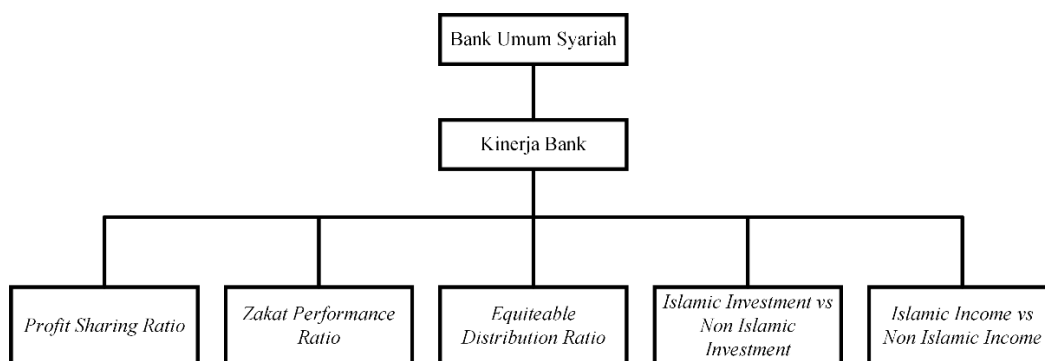 Bank Umum Syariah
Kinerja Bank
Profit Sharing Ratio
Zakat Performance
Ratio
Equiteable
Distribution Ratio
Islamic Investment vs
Non Islamic
Investment
Islamic Income vs
Non Islamic Income